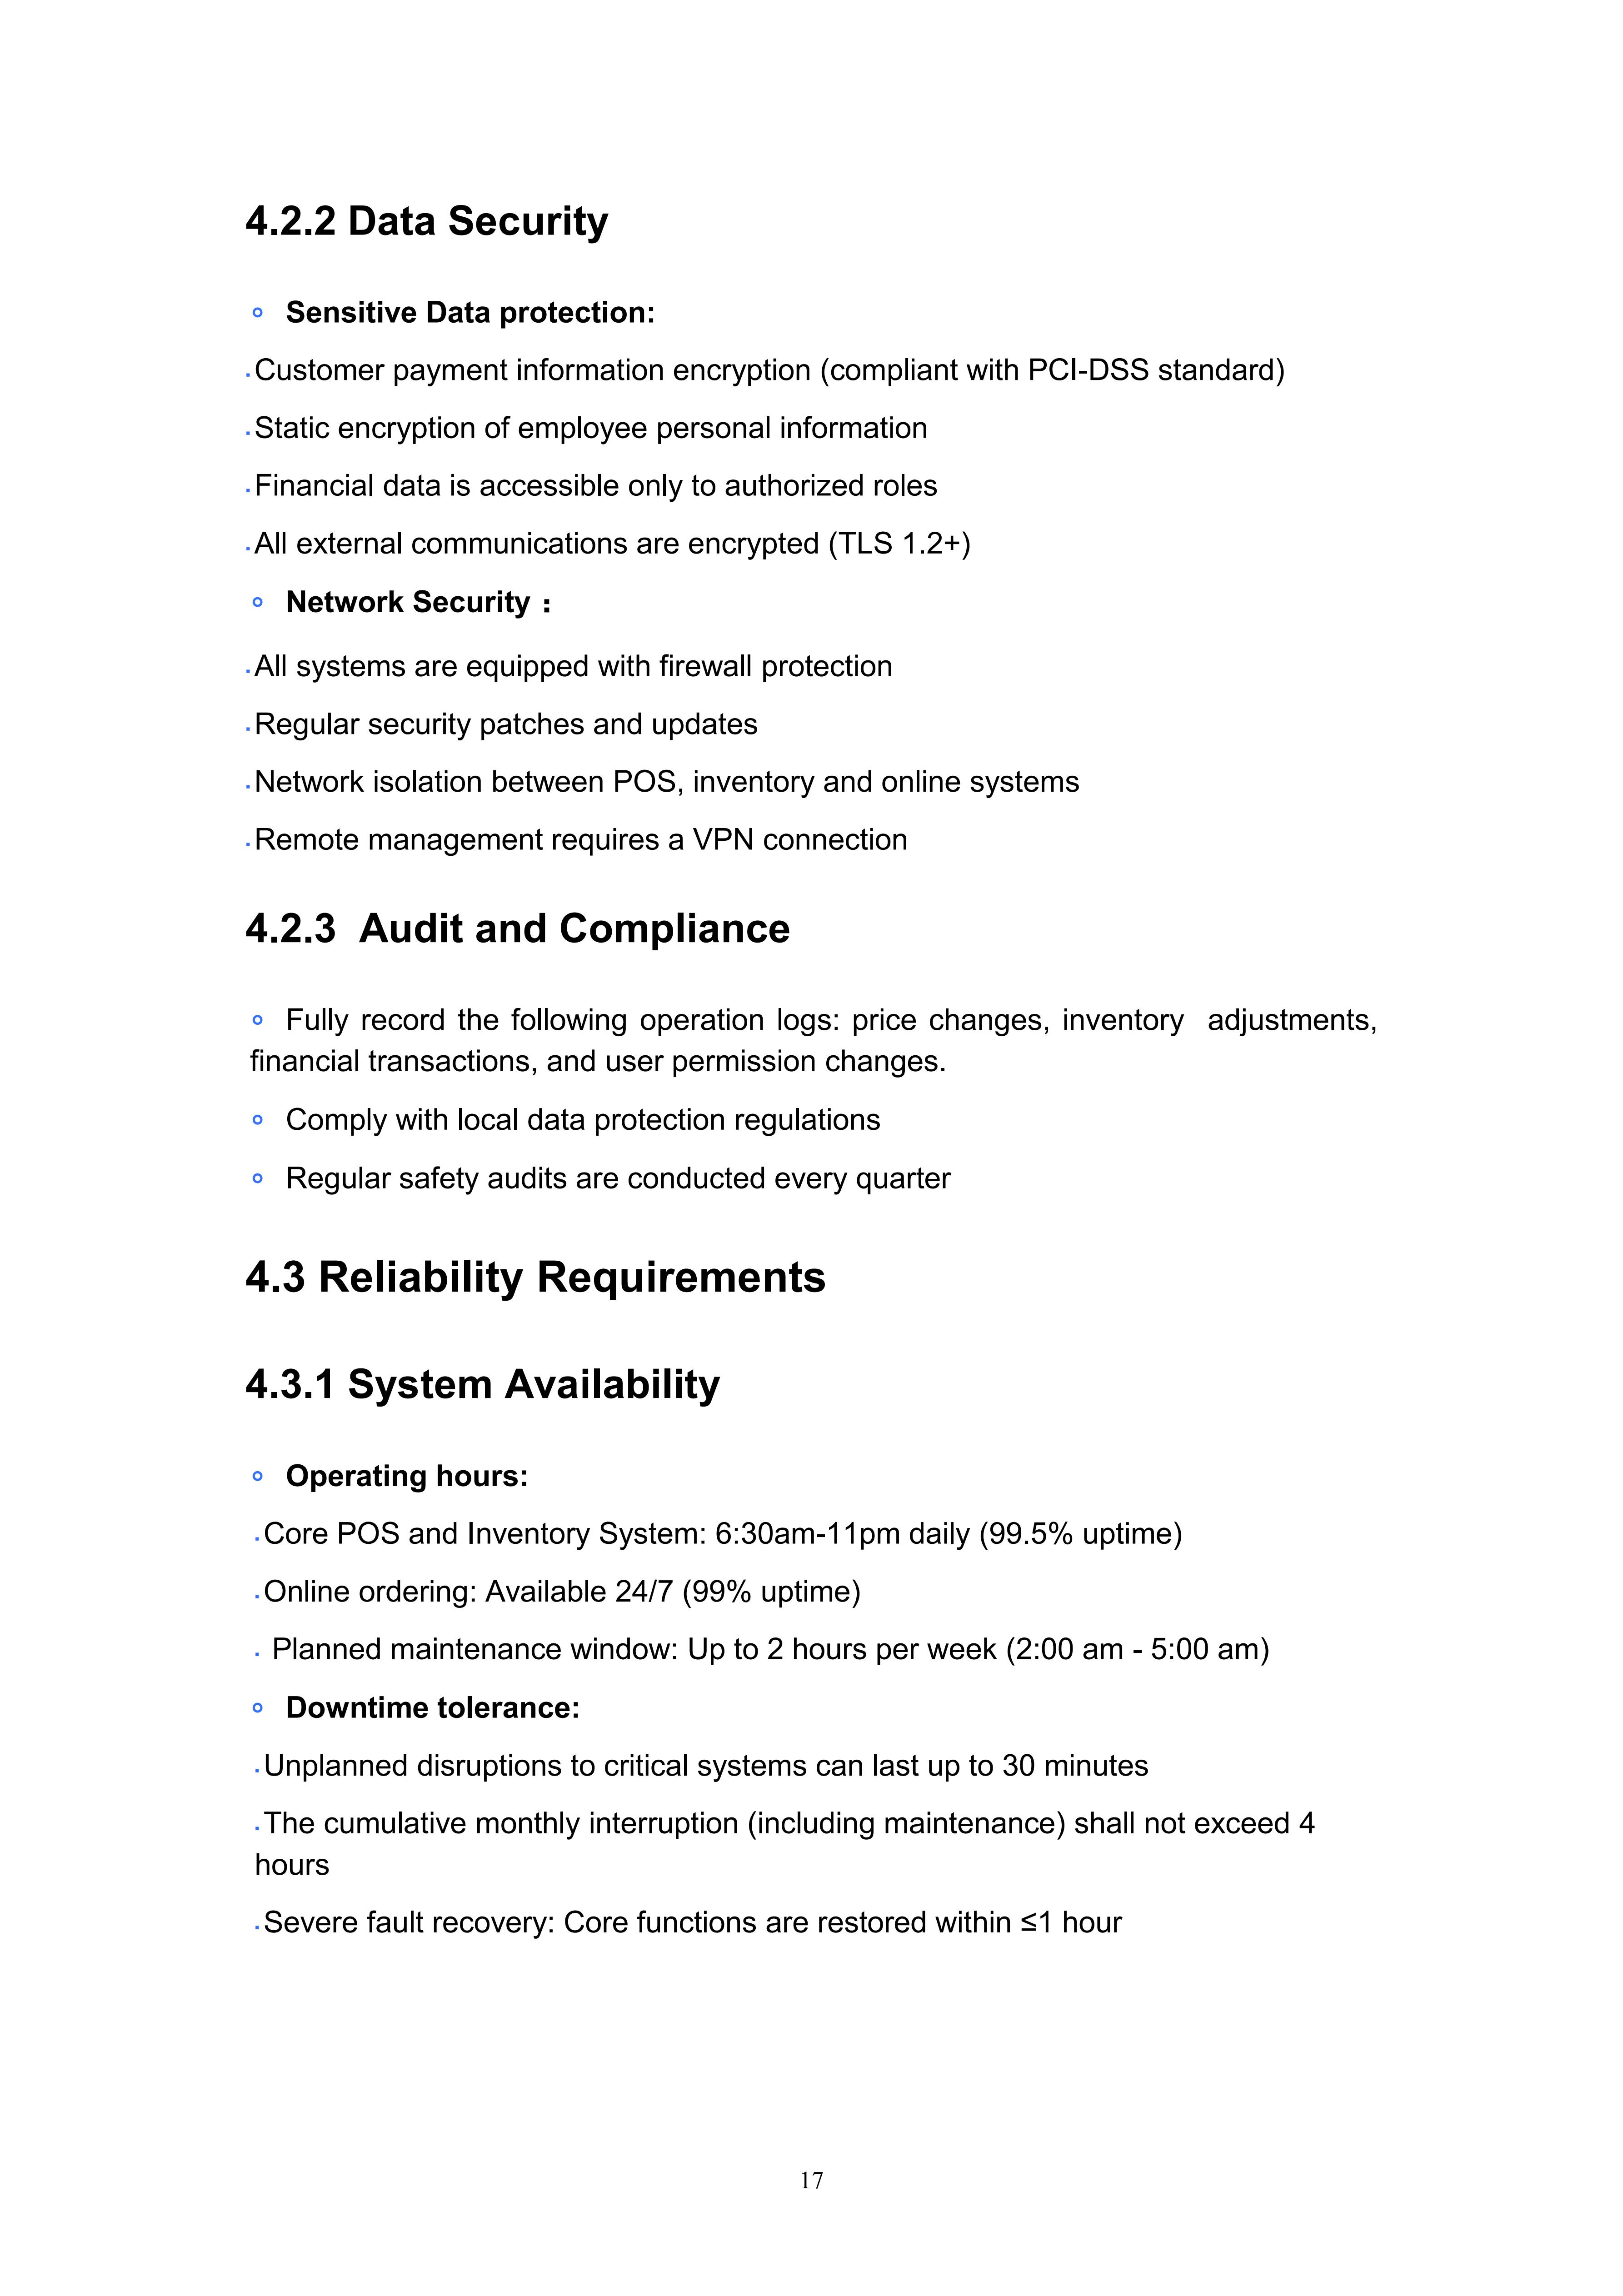 4.2.2 Data Security
Sensitive Data protection:
Customer payment information encryption (compliant with PCI-DSS standard)
Static encryption of employee personal information
Financial data is accessible only to authorized roles
All external communications are encrypted (TLS 1.2+)
Network Security：
All systems are equipped with firewall protection
Regular security patches and updates
Network isolation between POS, inventory and online systems
Remote management requires a VPN connection
4.2.3 Audit and Compliance
Fully record the following operation logs: price changes, inventory adjustments,
financial transactions, and user permission changes.
Comply with local data protection regulations
Regular safety audits are conducted every quarter
4.3 Reliability Requirements
4.3.1 System Availability
Operating hours:
Core POS and Inventory System: 6:30am-11pm daily (99.5% uptime)
Online ordering: Available 24/7 (99% uptime)
Planned maintenance window: Up to 2 hours per week (2:00 am - 5:00 am)
Downtime tolerance:
Unplanned disruptions to critical systems can last up to 30 minutes
The cumulative monthly interruption (including maintenance) shall not exceed 4
hours
Severe fault recovery: Core functions are restored within ≤1 hour
17